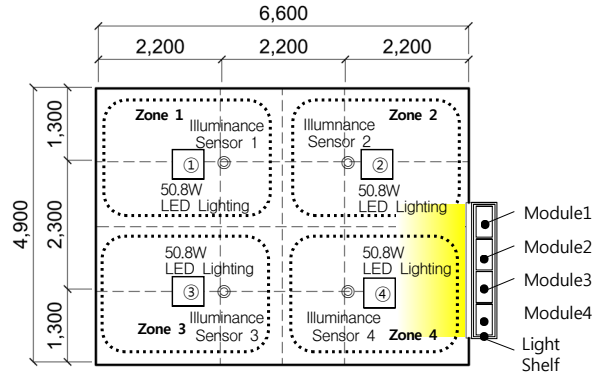 6,600
2,200
2,200
2,200
4,900
1,300
2,300
1,300
Zone 1
Illuminance
Sensor 1
①
50.8W
LED Lighting
Zone 2
Illuminance
Sensor 2
②
50.8W
LED Lighting
50.8W
LED Lighting
③
Illuminance
Sensor 3
Zone 3
50.8W
LED Lighting
④
Illuminance
Sensor 4
Zone 4
Module1
Module2
Module3
Module4
Light
Shelf